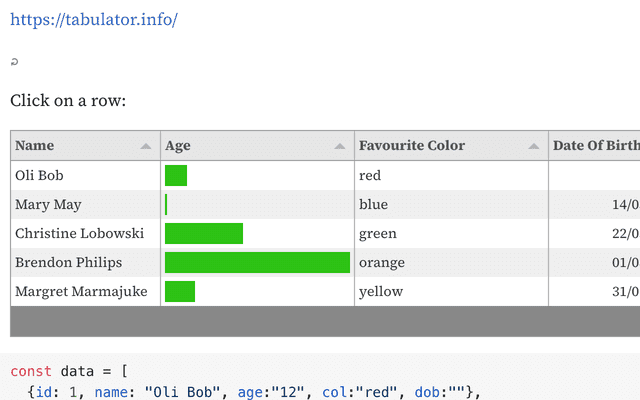 https://tabulator.info/
Click on a row:
Name Age Favourite Color Date Of Birth
Oli Bob red
Mary May blue 14/0
Christine Lobowski green 22/0
Brendon Philips orange 01/0
Margret Marmajuke yellow 31/0
const data = [
{id: 1, name: "Oli Bob", age:"12", col:"red", dob:""},